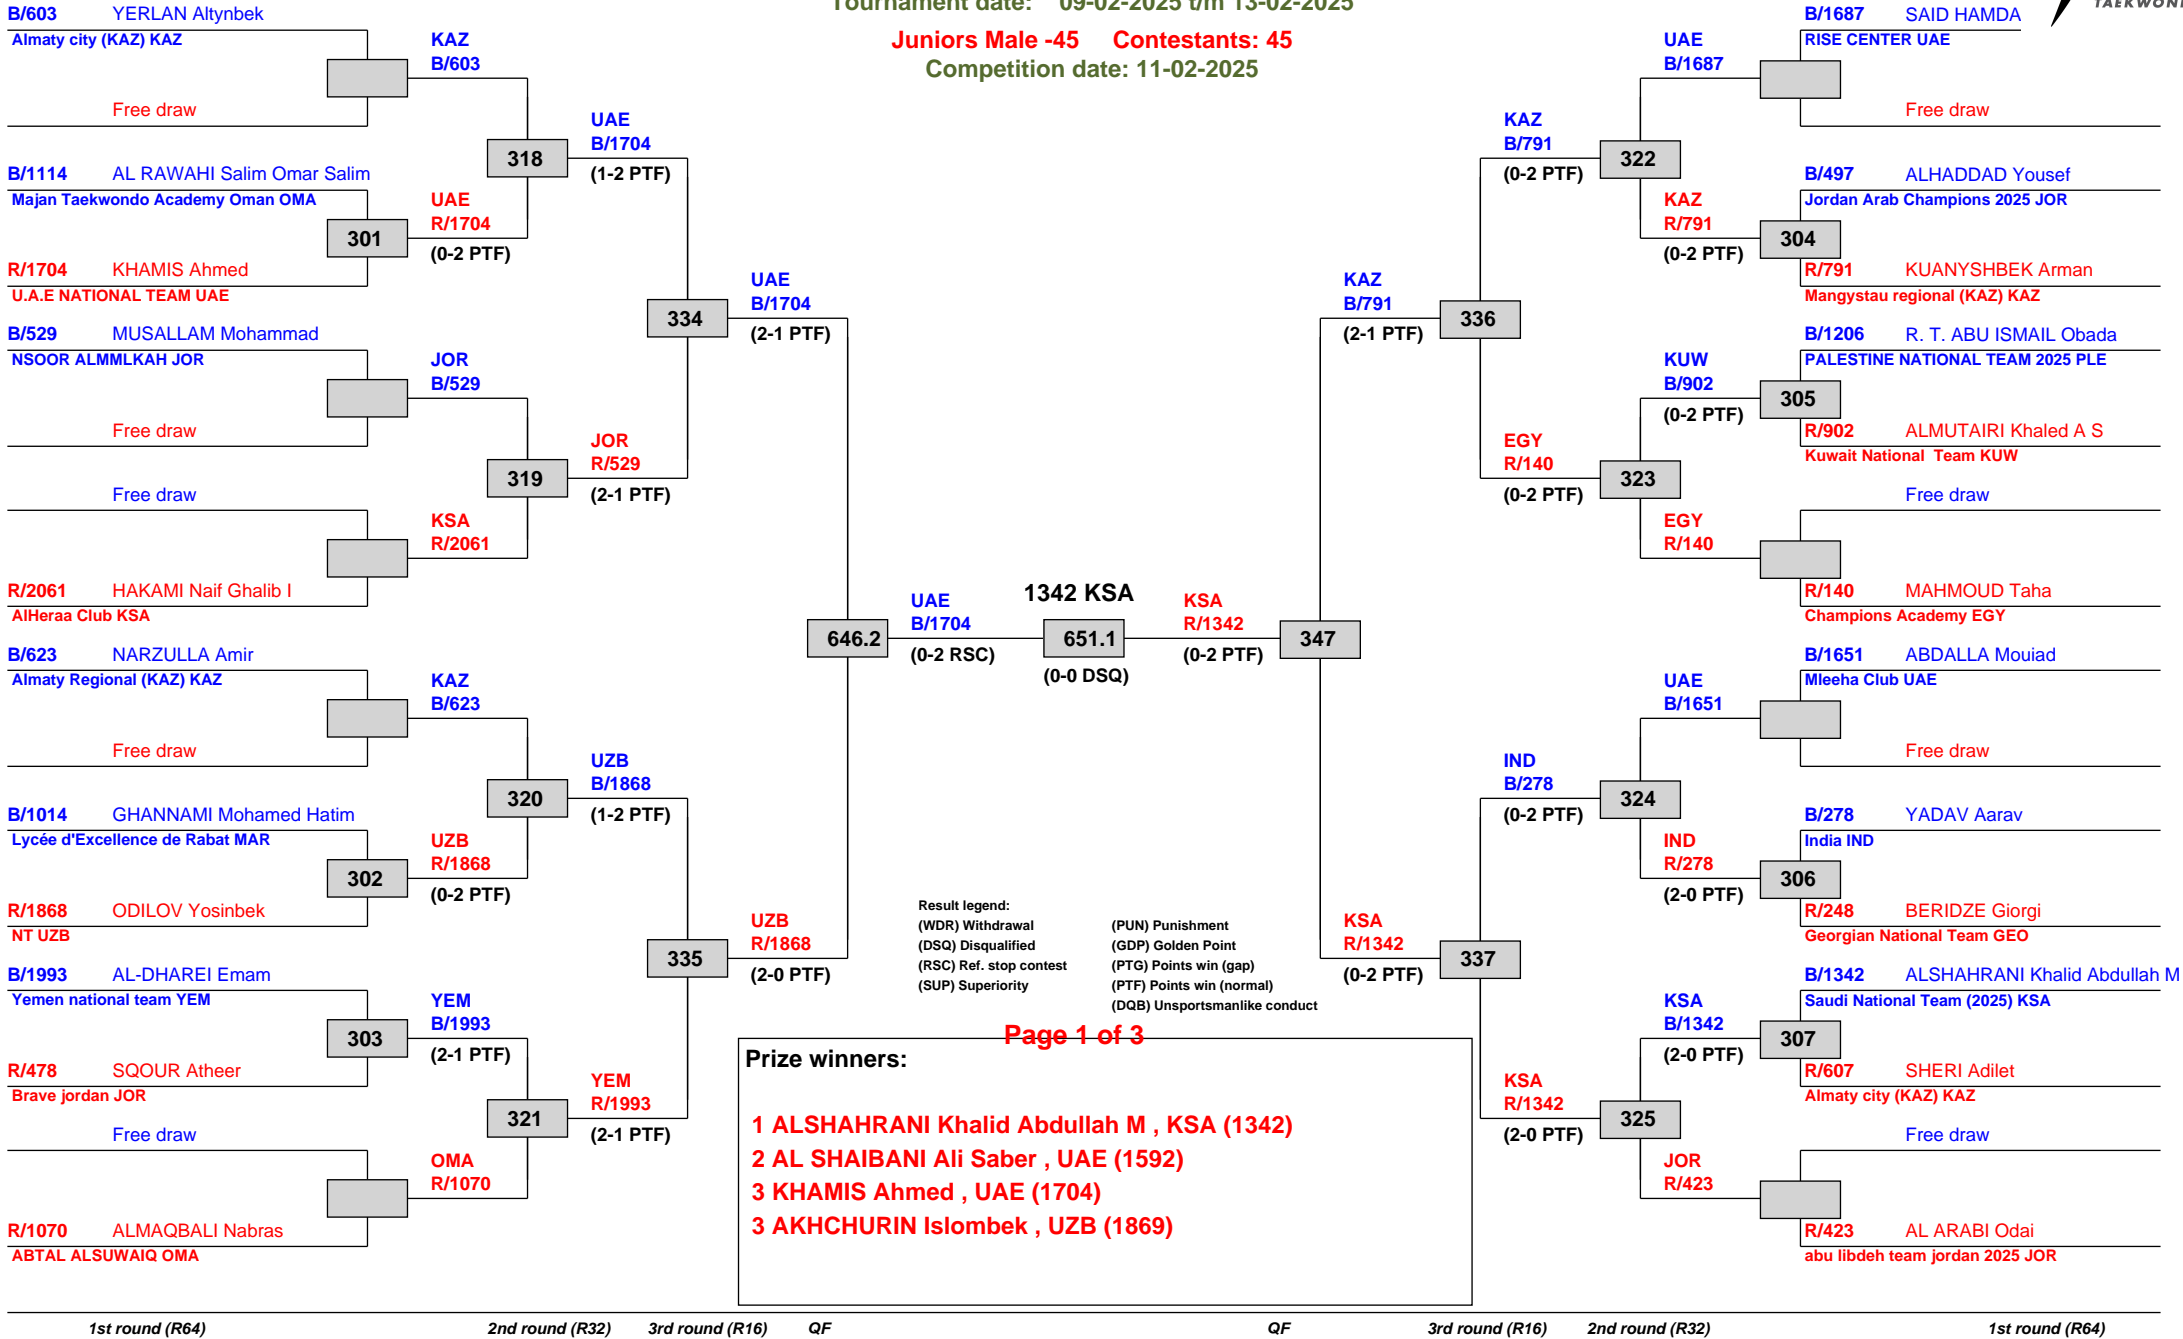 Tournament date: 09-02-2025 t/m 13-02-2025
Juniors Male -45 Contestants: 45
Competition date: 11-02-2025
TAEKWON
B/603 YERLAN Altynbek
Almaty city (KAZ) KAZ
Free draw
KAZ
B/603
B/1114 AL RAWAHI Salim Omar Salim
Majan Taekwondo Academy Oman OMA
301
R/1704 KHAMIS Ahmed
U.A.E NATIONAL TEAM UAE
UAE
R/1704
(0-2 PTF)
318
UAE
B/1704
(1-2 PTF)
B/529 MUSALLAM Mohammad
NSOOR ALMMLKAH JOR
Free draw
JOR
B/529
Free draw
R/2061 HAKAMI Naif Ghalib I
AlHeraa Club KSA
KSA
R/2061
319
JOR
R/529
(2-1 PTF)
334
UAE
B/1704
(2-1 PTF)
B/623 NARZULLA Amir
Almaty Regional (KAZ) KAZ
Free draw
KAZ
B/623
B/1014 GHANNAMI Mohamed Hatim
Lycée d'Excellence de Rabat MAR
302
R/1868 ODILOV Yosinbek
NT UZB
UZB
R/1868
(0-2 PTF)
320
UZB
B/1868
(1-2 PTF)
B/1993 AL-DHAREI Emam
Yemen national team YEM
303
R/478 SQOUR Atheer
Brave jordan JOR
YEM
B/1993
(2-1 PTF)
Free draw
R/1070 ALMAQBALI Nabras
ABTAL ALSUWAIQ OMA
OMA
R/1070
321
YEM
R/1993
(2-1 PTF)
335
UZB
R/1868
(2-0 PTF)
646.2
UAE
B/1704
(0-2 RSC)
1342 KSA
651.1
(0-0 DSQ)
KSA
R/1342
(0-2 PTF)
347
B/1687 SAID HAMDA
RISE CENTER UAE
Free draw
UAE
B/1687
B/497 ALHADDAD Yousef
Jordan Arab Champions 2025 JOR
304
R/791 KUANYSHBEK Arman
Mangystau regional (KAZ) KAZ
KAZ
R/791
(0-2 PTF)
322
KAZ
B/791
(0-2 PTF)
B/1206 R. T. ABU ISMAIL Obada
PALESTINE NATIONAL TEAM 2025 PLE
305
R/902 ALMUTAIRI Khaled A S
Kuwait National Team KUW
KUW
B/902
(0-2 PTF)
Free draw
R/140 MAHMOUD Taha
Champions Academy EGY
EGY
R/140
323
EGY
R/140
(0-2 PTF)
336
KAZ
B/791
(2-1 PTF)
B/1651 ABDALLA Mouiad
Mleeha Club UAE
Free draw
UAE
B/1651
B/278 YADAV Aarav
India IND
306
R/248 BERIDZE Giorgi
Georgian National Team GEO
IND
R/278
(2-0 PTF)
324
IND
B/278
(0-2 PTF)
B/1342 ALSHAHRANI Khalid Abdullah M
Saudi National Team (2025) KSA
307
R/607 SHERI Adilet
Almaty city (KAZ) KAZ
KSA
B/1342
(2-0 PTF)
Free draw
R/423 AL ARABI Odai
abu libdeh team jordan 2025 JOR
JOR
R/423
325
KSA
R/1342
(2-0 PTF)
337
KSA
R/1342
(0-2 PTF)
Result legend:
(WDR) Withdrawal (PUN) Punishment
(DSQ) Disqualified (GDP) Golden Point
(RSC) Ref. stop contest (PTG) Points win (gap)
(SUP) Superiority (PTF) Points win (normal)
(DQB) Unsportsmanlike conduct
Page 1 of 3
Prize winners:
1 ALSHAHRANI Khalid Abdullah M , KSA (1342)
2 AL SHAIBANI Ali Saber , UAE (1592)
3 KHAMIS Ahmed , UAE (1704)
3 AKHCHURIN Islombek , UZB (1869)
1st round (R64) 2nd round (R32) 3rd round (R16) QF QF 3rd round (R16) 2nd round (R32) 1st round (R64)